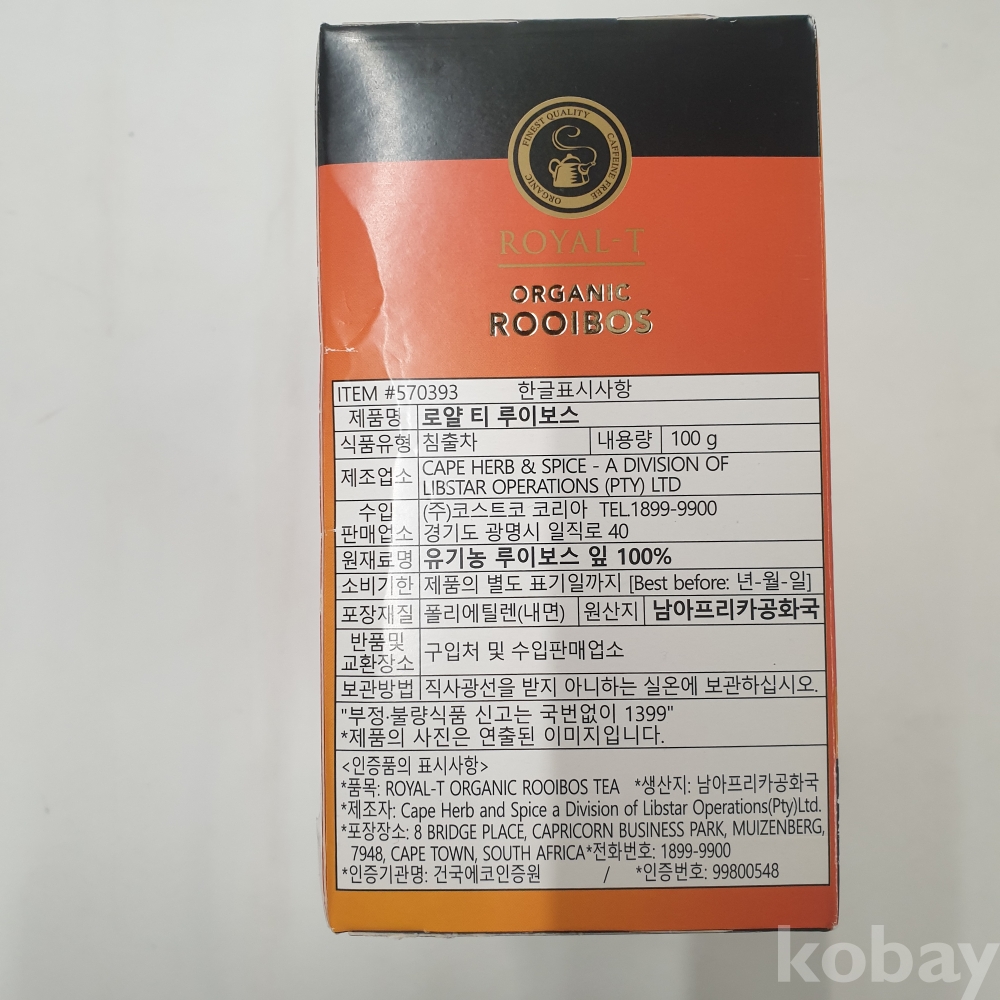 FINEST QUALITY
CAFFEINE FREE
ORGANIC
ROYAL-T
ORGANIC
ROOIBOS
ITEM #570393 한글표시사항
제품명 로얄 티 루이보스
식품유형 침출차 내용량 100 g
제조업소 CAPE HERB & SPICE - A DIVISION OF
LIBSTAR OPERATIONS (PTY) LTD
수입 (주)코스트코 코리아 TEL.1899-9900
판매업소 경기도 광명시 일직로 40
원재료명 유기농 루이보스 잎 100%
소비기한 제품의 별도 표기일까지 [Best before: 년-월-일]
포장재질 폴리에틸렌(내면) 원산지 남아프리카공화국
반품및
교환장소 구입처 및 수입판매업소
보관방법 직사광선을 받지 아니하는 실온에 보관하십시오.
"부정·불량식품 신고는 국번없이 1399"
*제품의 사진은 연출된 이미지입니다.
<인증품의 표시사항>
*품목: ROYAL-T ORGANIC ROOIBOS TEA *생산지: 남아프리카공화국
*제조자: Cape Herb and Spice a Division of Libstar Operations(Pty)Ltd.
*포장장소: 8 BRIDGE PLACE, CAPRICORN BUSINESS PARK, MUIZENBERG,
7948, CAPE TOWN, SOUTH AFRICA*전화번호: 1899-9900
*인증기관명: 건국에코인증원 / *인증번호: 99800548
kobay